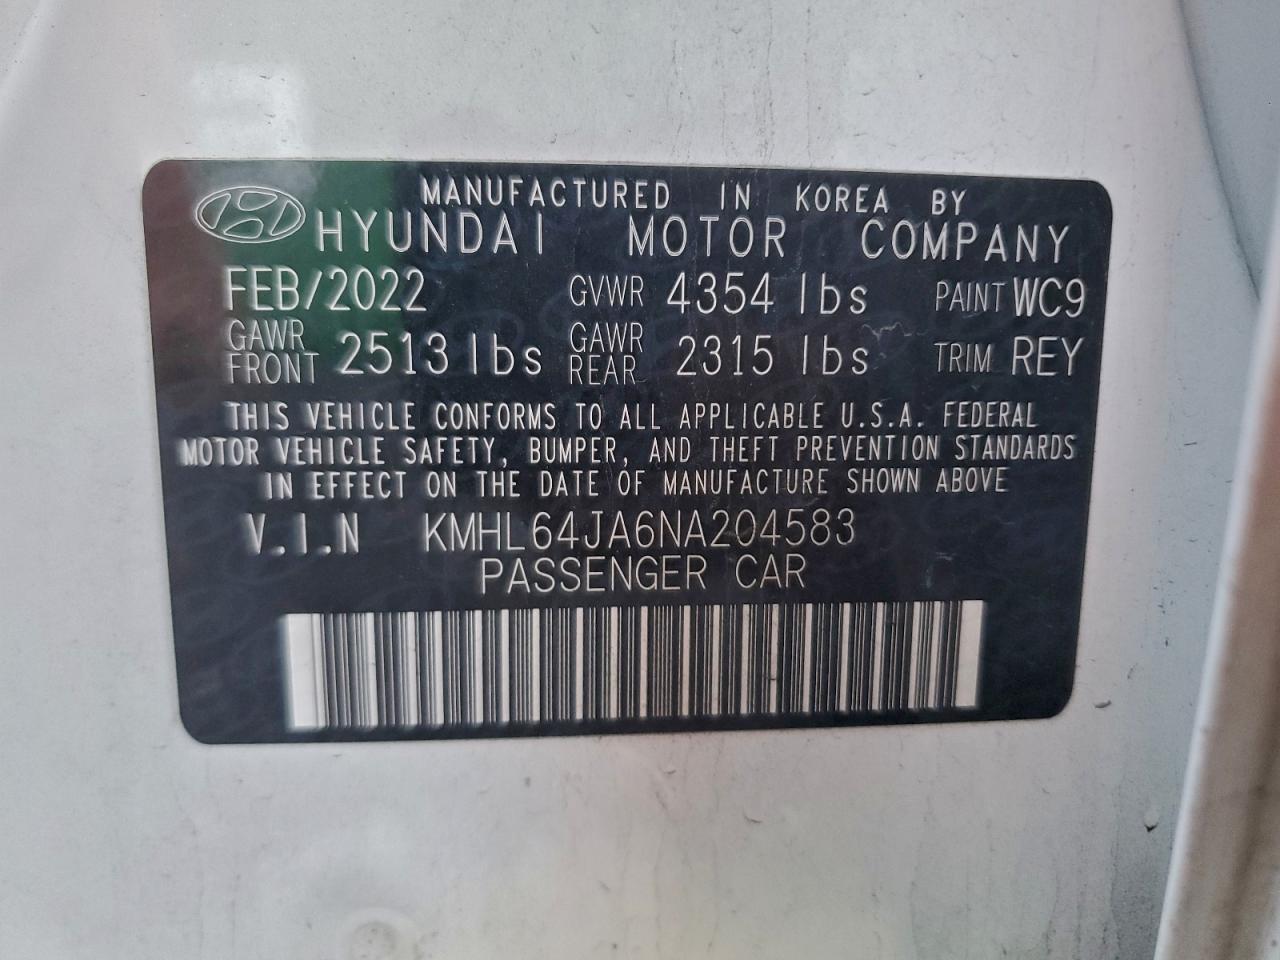 MANUFACTURED IN KOREA BY
HYUNDAI MOTOR COMPANY
FEB/2022 GVWR 4354 lbs PAINT WC9
GAWR FRONT 2513 lbs GAWR REAR 2315 lbs TRIM REY
THIS VEHICLE CONFORMS TO ALL APPLICABLE U.S.A. FEDERAL
MOTOR VEHICLE SAFETY, BUMPER, AND THEFT PREVENTION STANDARDS
IN EFFECT ON THE DATE OF MANUFACTURE SHOWN ABOVE
V.I.N KMHL64JA6NA204583
PASSENGER CAR